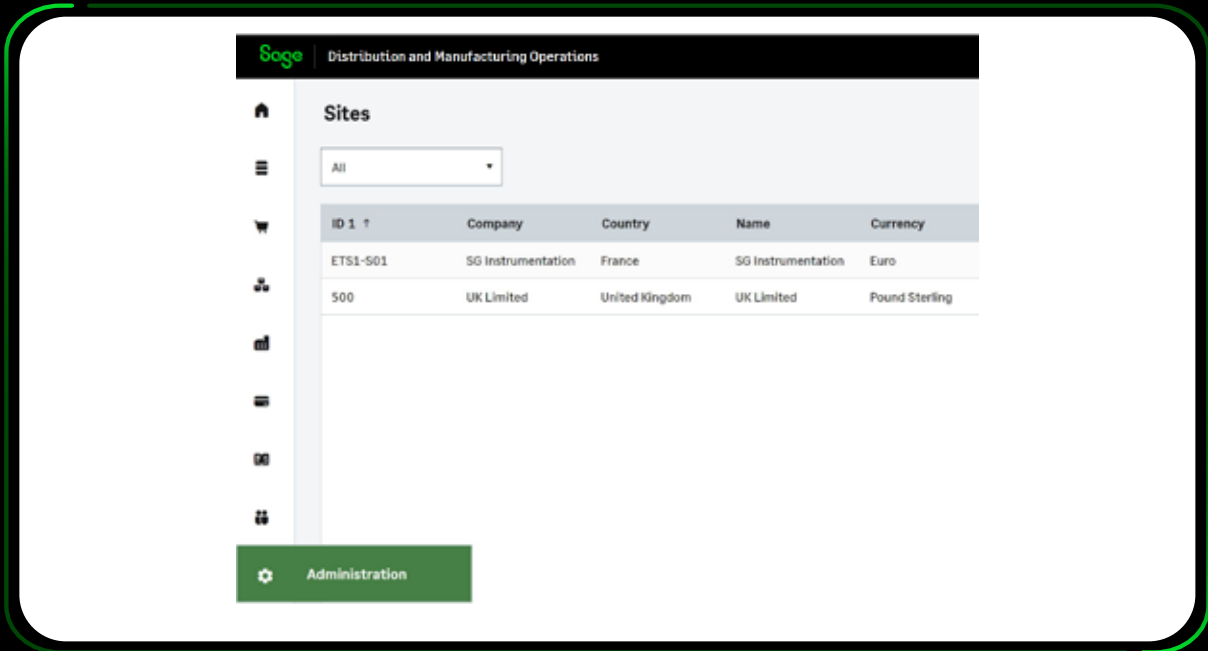 Sage Distribution and Manufacturing Operations
Sites
All
ID 1 ↑ Company Country Name Currency
ETS1-S01 SG Instrumentation France SG Instrumentation Euro
500 UK Limited United Kingdom UK Limited Pound Sterling
Administration